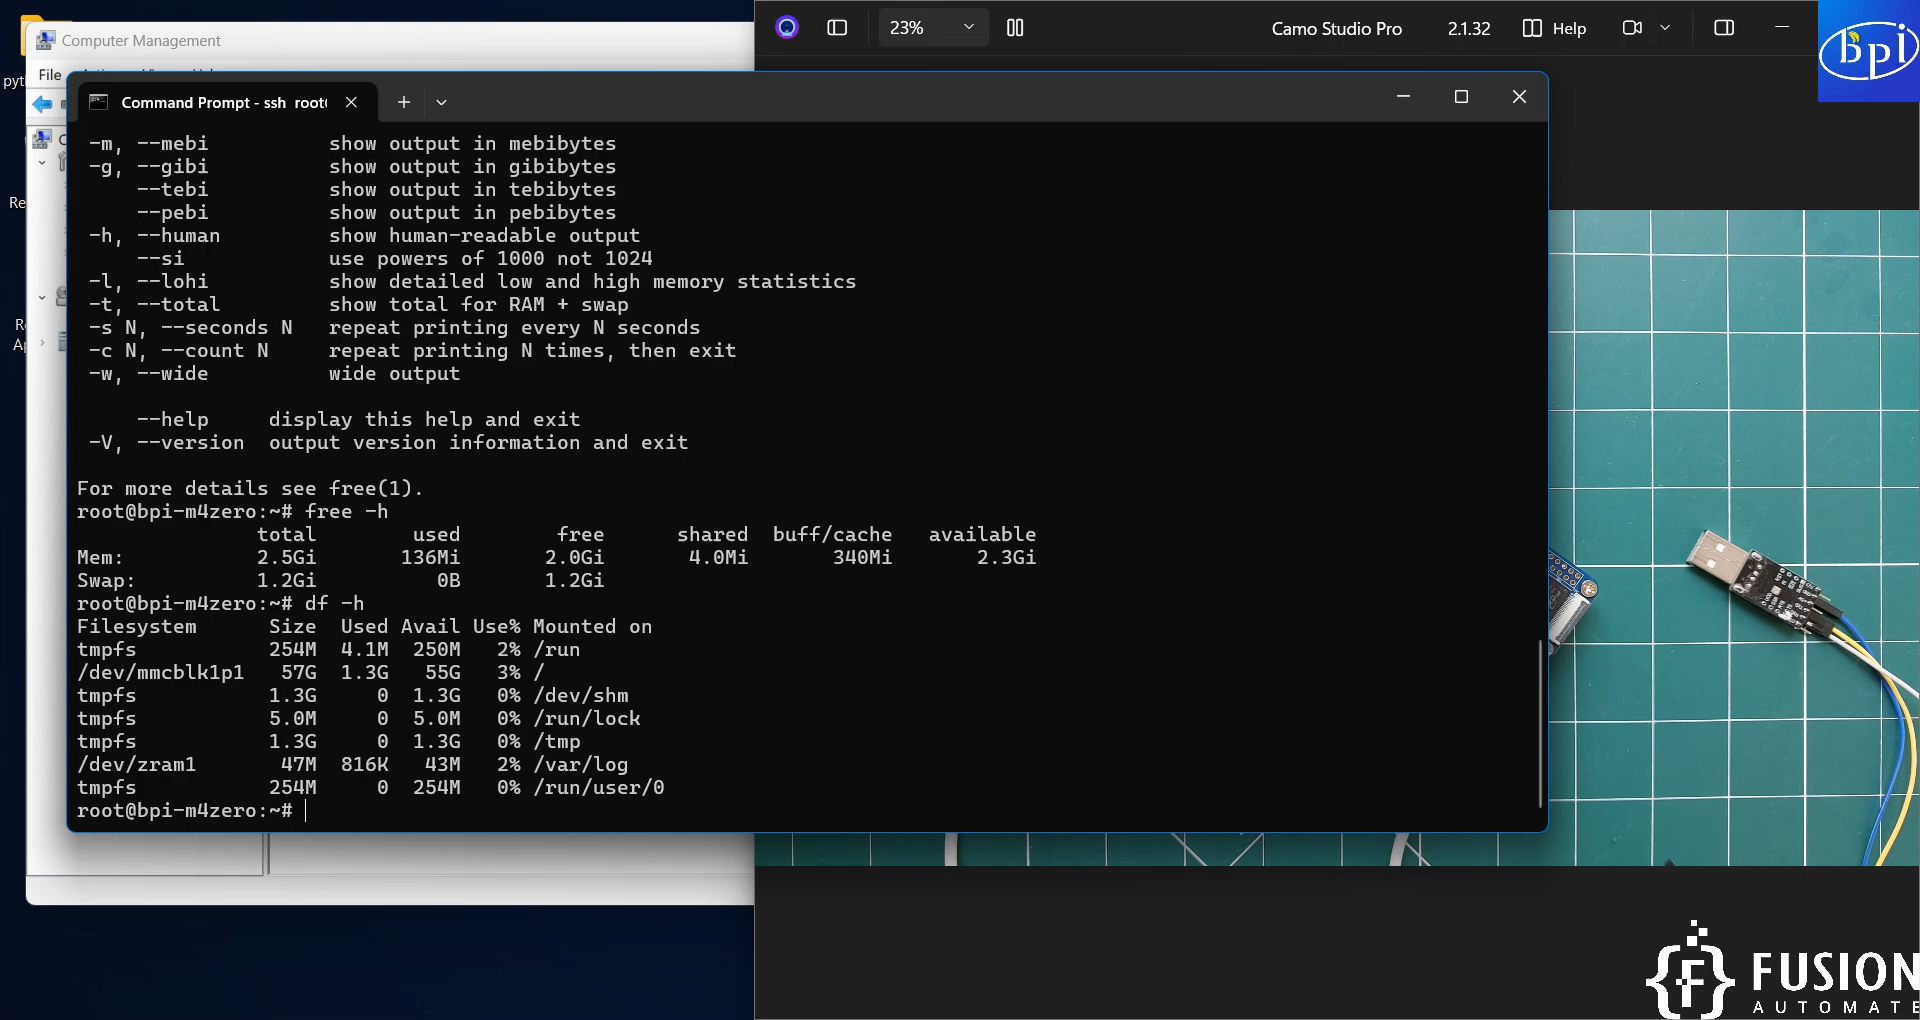 Computer Management
File
23%
Camo Studio Pro
2.1.32
Help
bpi
Command Prompt - ssh root
-m, --mebi show output in mebibytes
-g, --gibi show output in gibibytes
--tebi show output in tebibytes
--pebi show output in pebibytes
-h, --human show human-readable output
--si use powers of 1000 not 1024
-l, --lohi show detailed low and high memory statistics
-t, --total show total for RAM + swap
-s N, --seconds N repeat printing every N seconds
-c N, --count N repeat printing N times, then exit
-w, --wide wide output
--help display this help and exit
-V, --version output version information and exit
For more details see free(1).
root@bpi-m4zero:~# free -h
total used free shared buff/cache available
Mem: 2.5Gi 136Mi 2.0Gi 4.0Mi 340Mi 2.3Gi
Swap: 1.2Gi 0B 1.2Gi
root@bpi-m4zero:~# df -h
Filesystem Size Used Avail Use% Mounted on
tmpfs 254M 4.1M 250M 2% /run
/dev/mmcblk1p1 57G 1.3G 55G 3% /
tmpfs 1.3G 0 1.3G 0% /dev/shm
tmpfs 5.0M 0 5.0M 0% /run/lock
tmpfs 1.3G 0 1.3G 0% /tmp
/dev/zram1 47M 816K 43M 2% /var/log
tmpfs 254M 0 254M 0% /run/user/0
root@bpi-m4zero:~#
FUSION
AUTOMATE